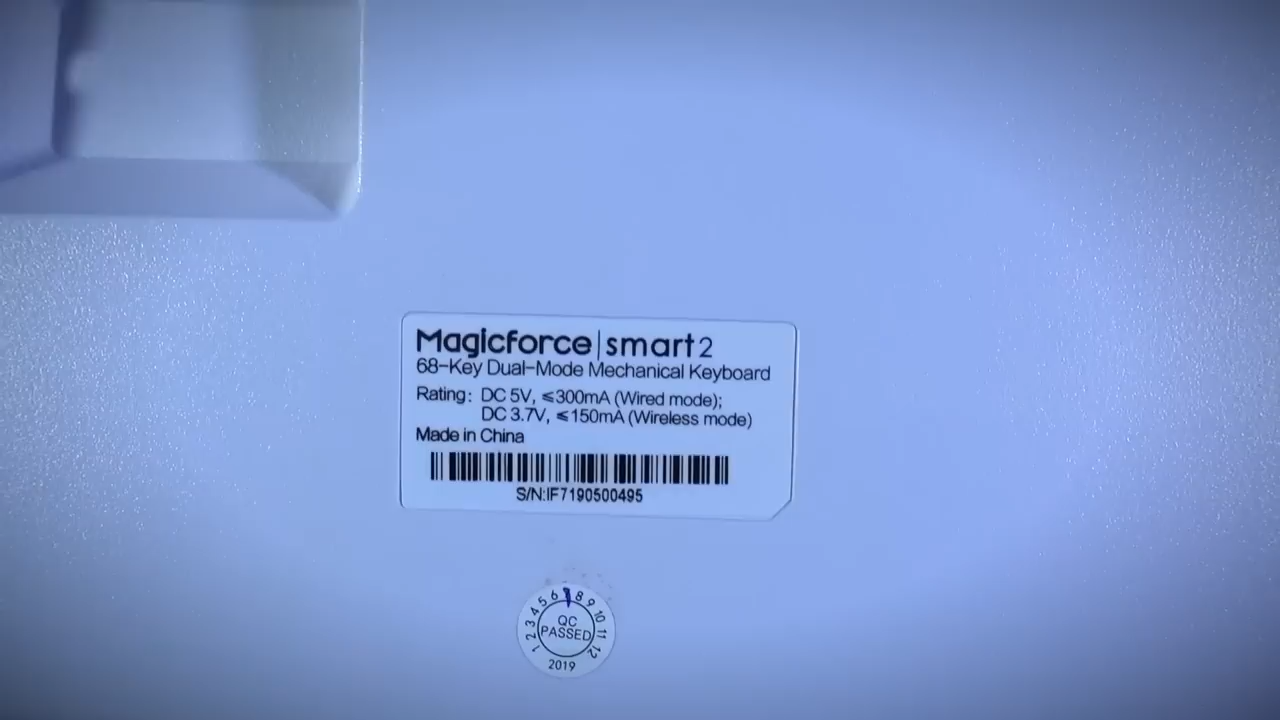 Magicforce | smart 2
68-Key Dual-Mode Mechanical Keyboard
Rating: DC 5V, ≤300mA (Wired mode);
DC 3.7V, ≤150mA (Wireless mode)
Made in China
S/N:IF7190500495
1 2 3 4 5 6 8 9 10 11 12
QC
PASSED
2019